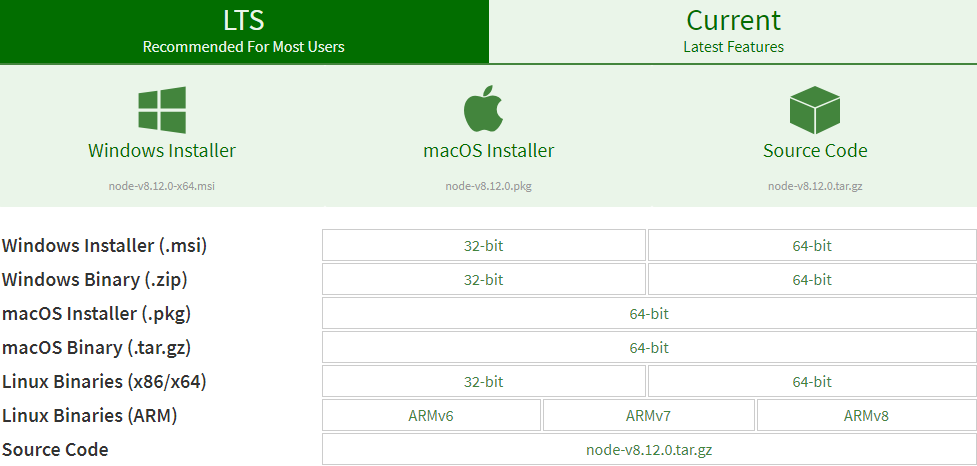 LTS
Recommended For Most Users
Current
Latest Features
Windows Installer
node-v8.12.0-x64.msi
macOS Installer
node-v8.12.0.pkg
Source Code
node-v8.12.0.tar.gz
Windows Installer (.msi) 32-bit 64-bit
Windows Binary (.zip) 32-bit 64-bit
macOS Installer (.pkg) 64-bit
macOS Binary (.tar.gz) 64-bit
Linux Binaries (x86/x64) 32-bit 64-bit
Linux Binaries (ARM) ARMv6 ARMv7 ARMv8
Source Code node-v8.12.0.tar.gz